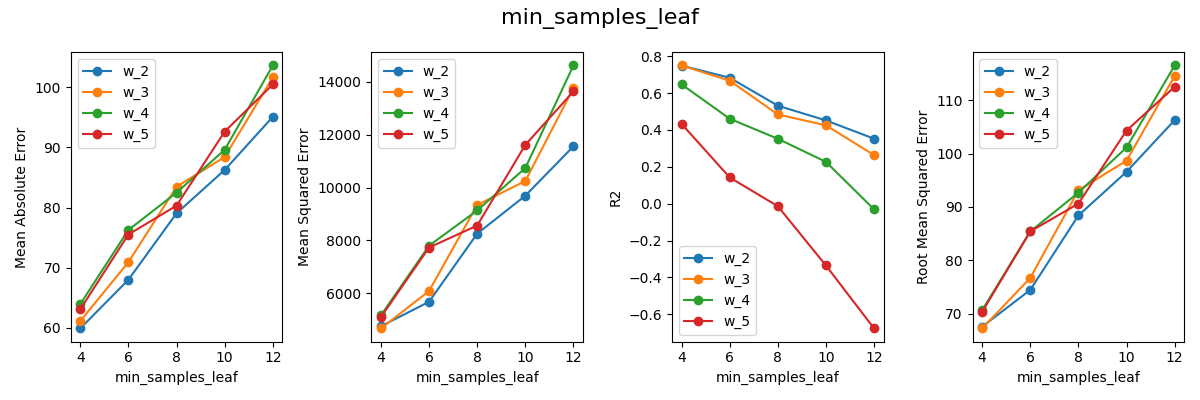 min_samples_leaf
Mean Absolute Error
100
90
80
70
60
w_2
w_3
w_4
w_5
4 6 8 10 12
min_samples_leaf
Mean Squared Error
14000
12000
10000
8000
6000
w_2
w_3
w_4
w_5
4 6 8 10 12
min_samples_leaf
R2
0.8
0.6
0.4
0.2
0.0
−0.2
−0.4
−0.6
w_2
w_3
w_4
w_5
4 6 8 10 12
min_samples_leaf
Root Mean Squared Error
110
100
90
80
70
w_2
w_3
w_4
w_5
4 6 8 10 12
min_samples_leaf